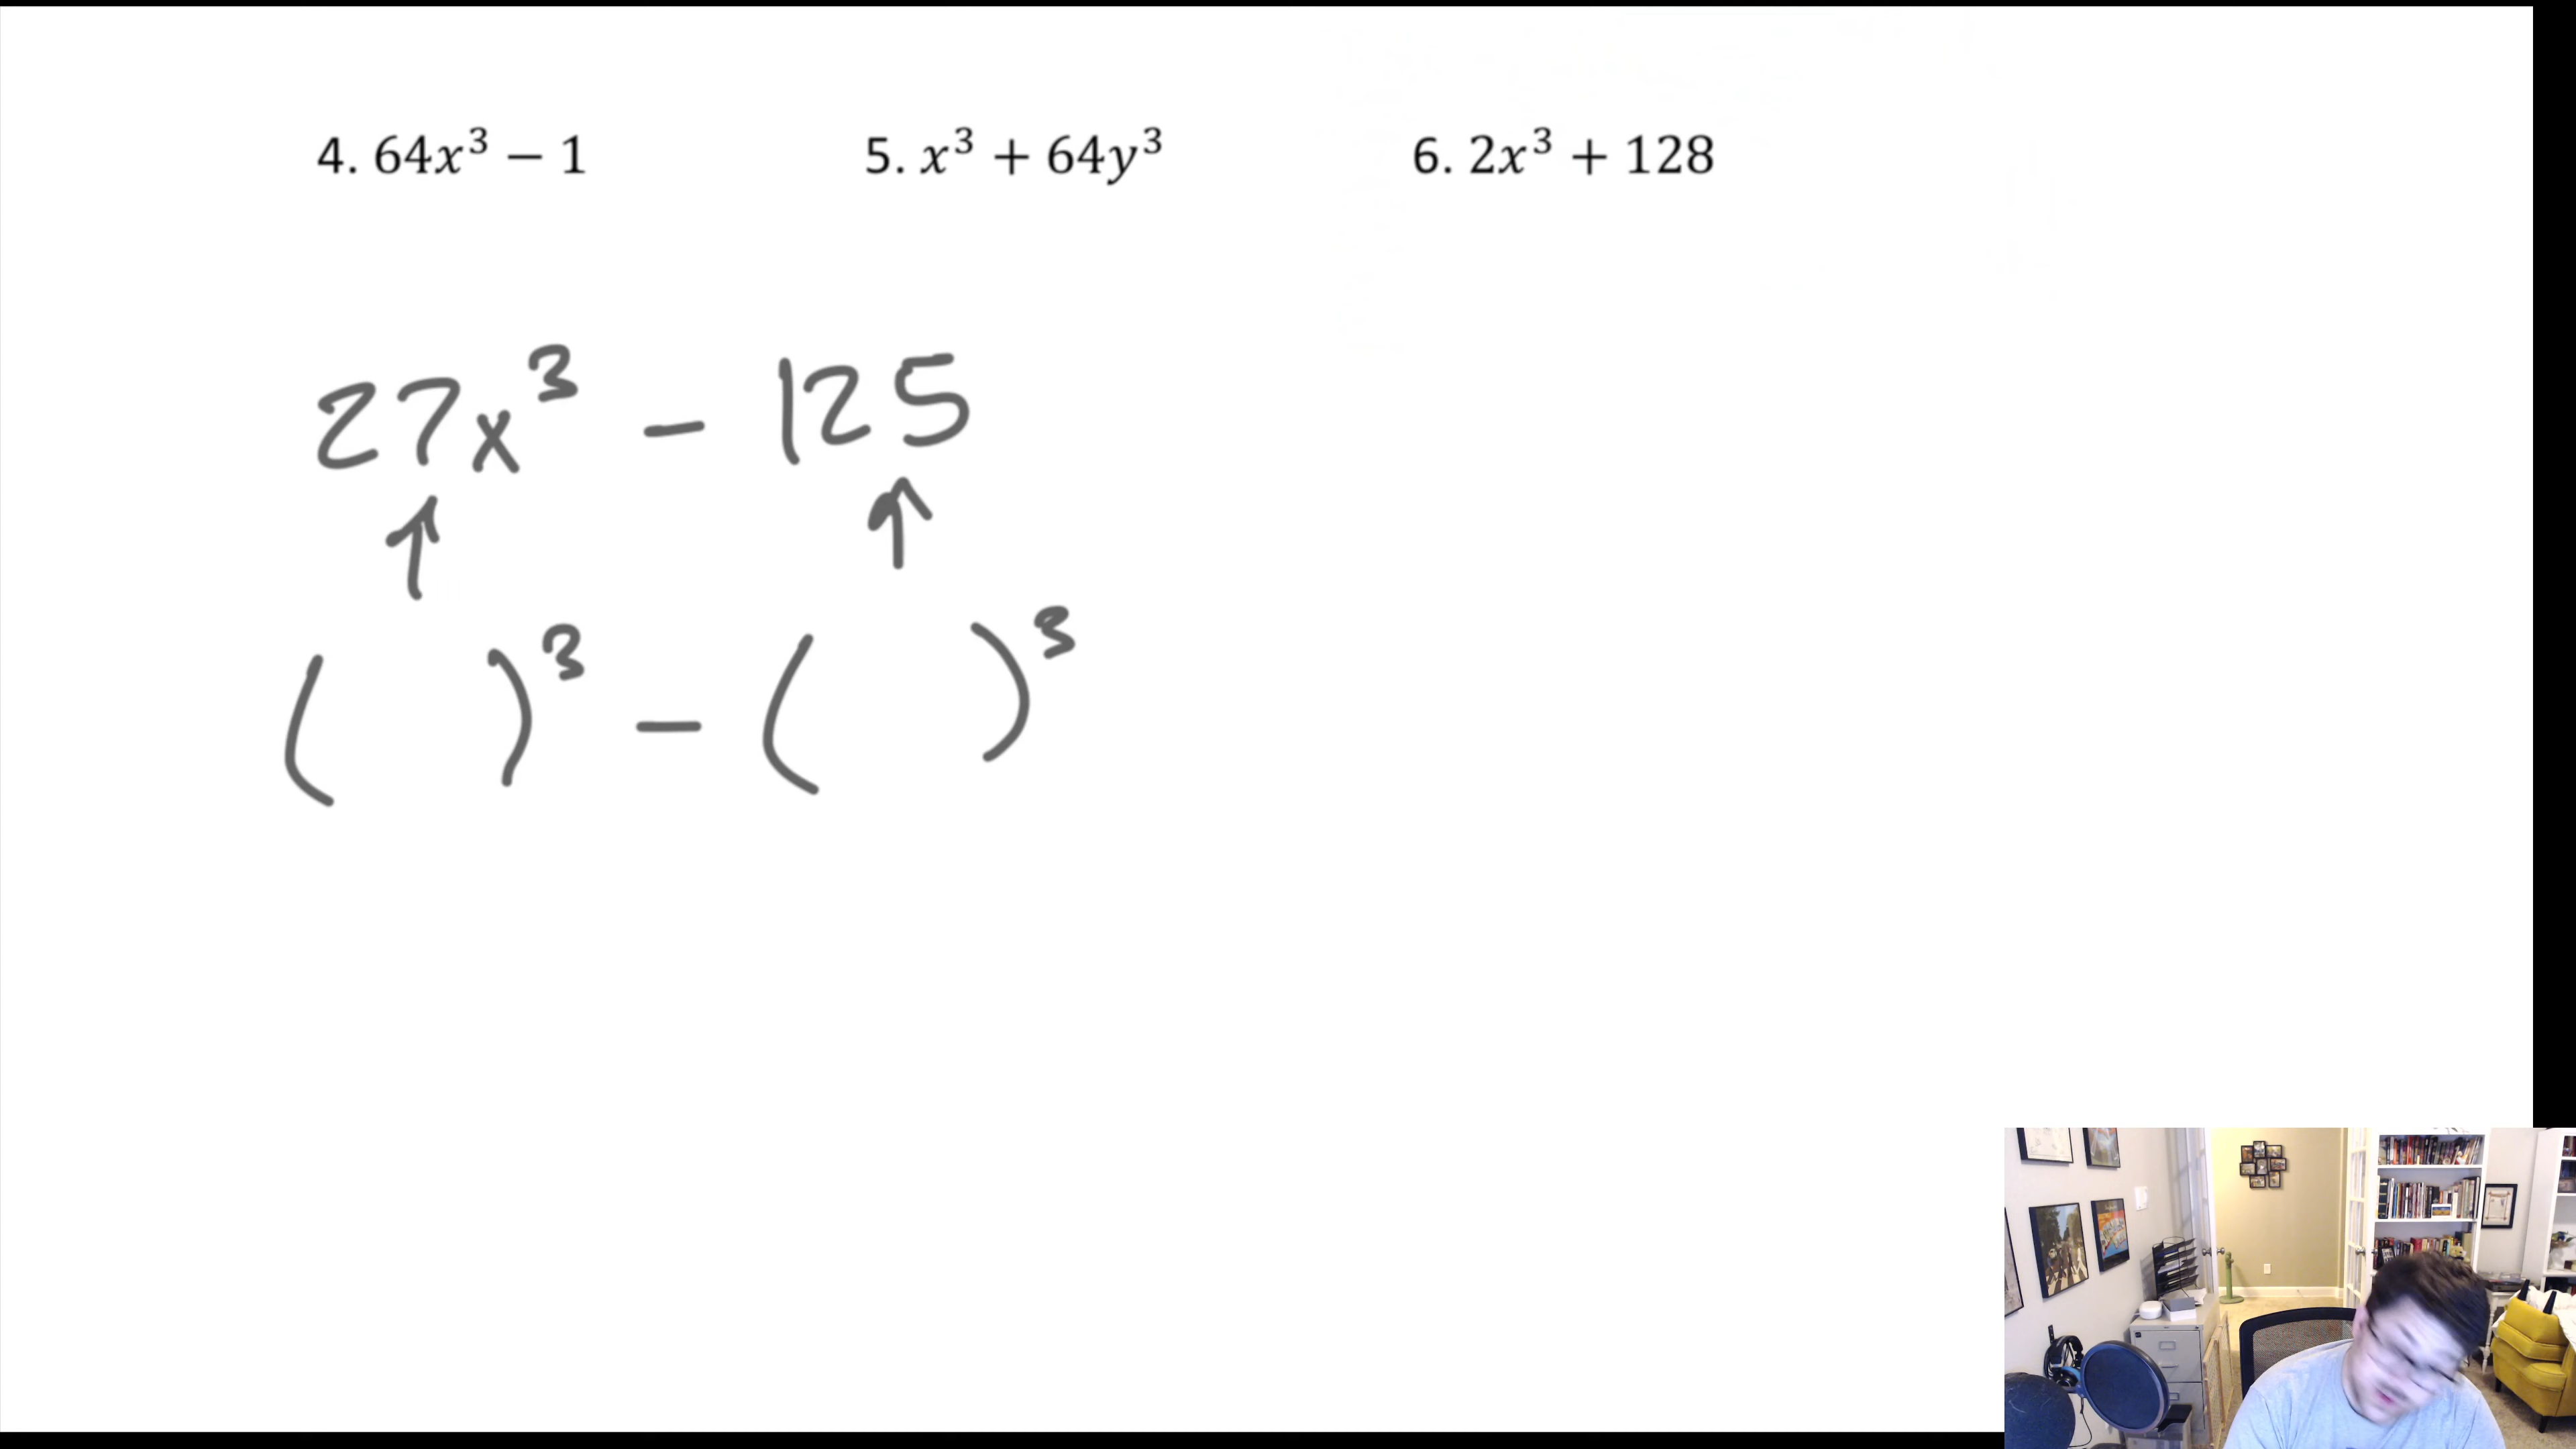 4. 64x³ − 1 5. x³ + 64y³ 6. 2x³ + 128
27x³ − 125
↑ ↑
( )³ − ( )³